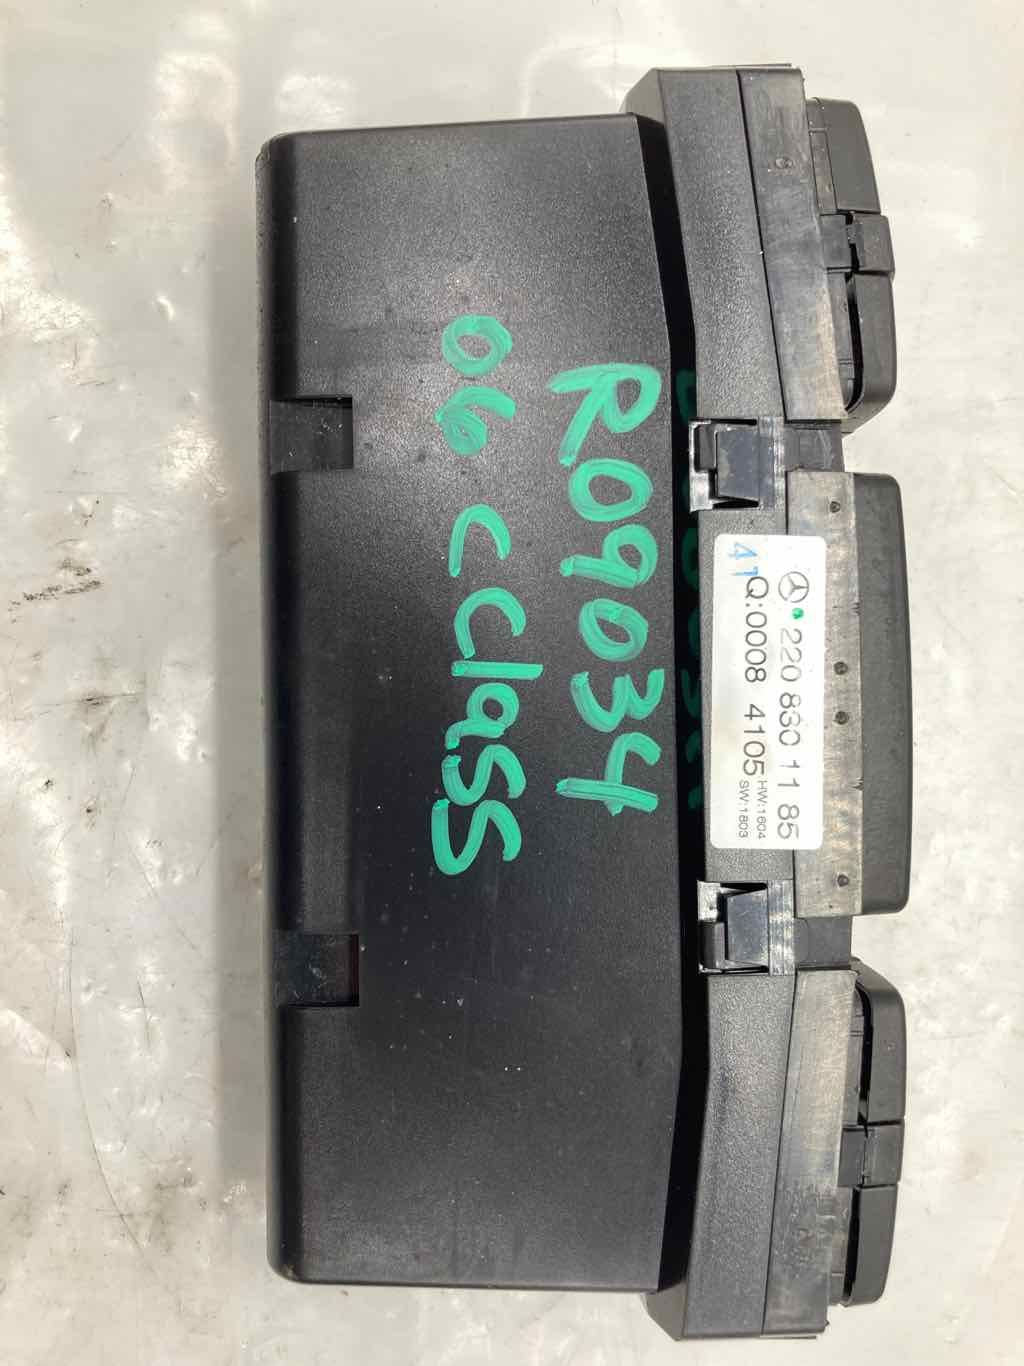 R09034
06 C ClaSS
220 830 11 85
Q:0008 4105
HW:1604
SW:1803
41